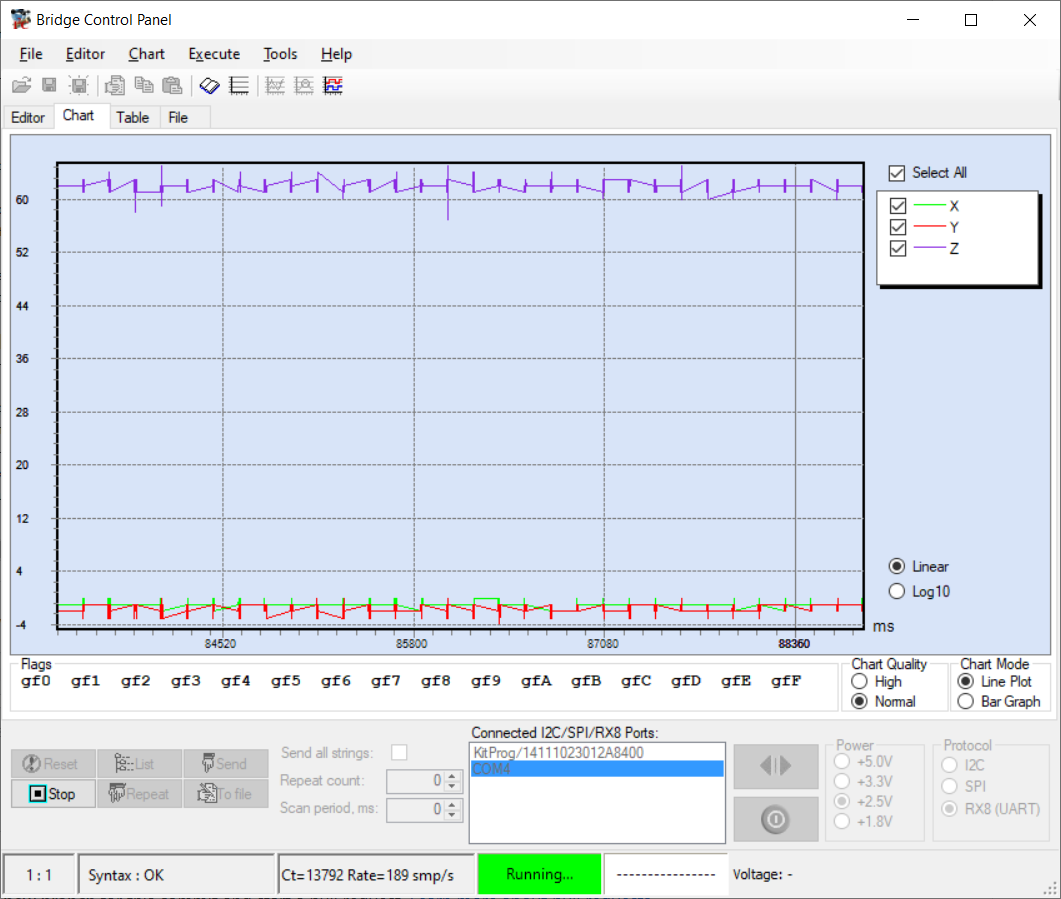 Bridge Control Panel
File Editor Chart Execute Tools Help
Editor Chart Table File
Select All
X
Y
Z
60
52
44
36
28
20
12
4
-4
Linear
Log10
ms
84520 85800 87080 88360
Flags
gf0 gf1 gf2 gf3 gf4 gf5 gf6 gf7 gf8 gf9 gfA gfB gfC gfD gfE gfF
Chart Quality
High
Normal
Chart Mode
Line Plot
Bar Graph
Reset List Send
Stop Repeat To file
Send all strings:
Repeat count: 0
Scan period, ms: 0
Connected I2C/SPI/RX8 Ports:
KitProg/14111023012A8400
COM4
Power
+5.0V
+3.3V
+2.5V
+1.8V
Protocol
I2C
SPI
RX8 (UART)
1 : 1 Syntax : OK Ct=13792 Rate=189 smp/s Running... ---------------- Voltage: -